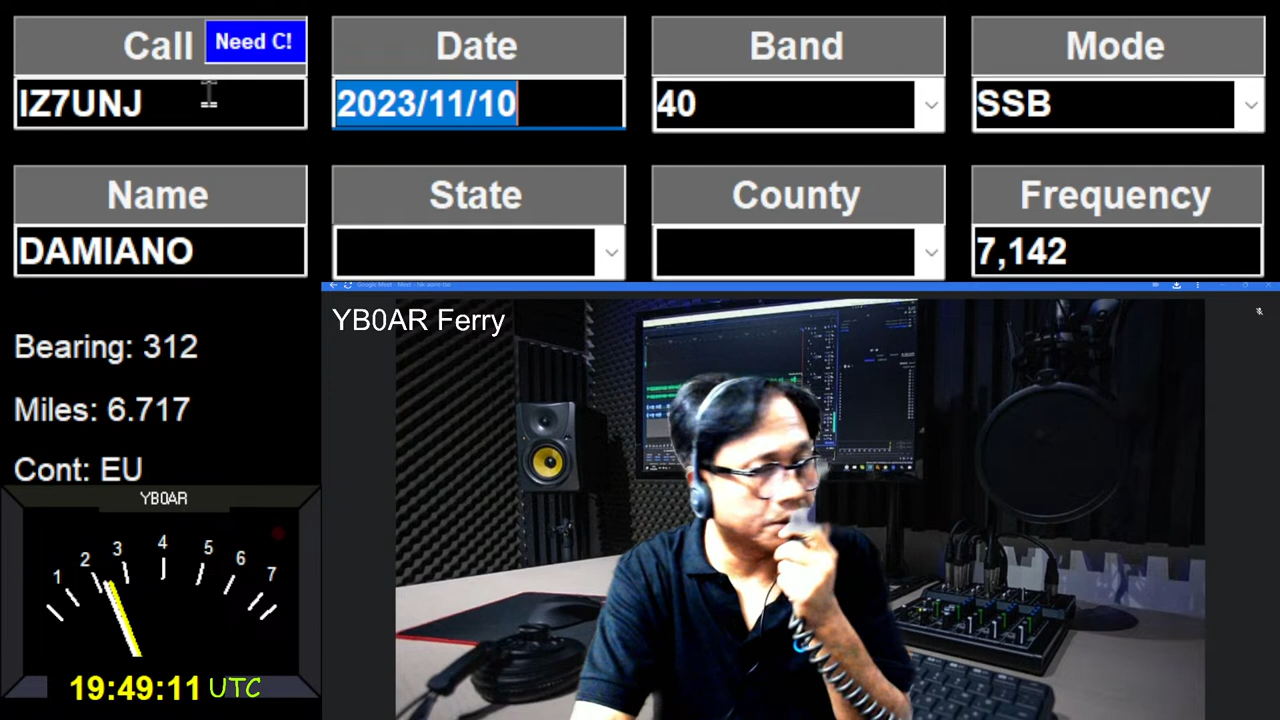 Call Need C! Date Band Mode
IZ7UNJ 2023/11/10 40 SSB
Name State County Frequency
DAMIANO 7,142
YB0AR Ferry
Bearing: 312
Miles: 6.717
Cont: EU
YB0AR
1 2 3 4 5 6 7
19:49:11 UTC